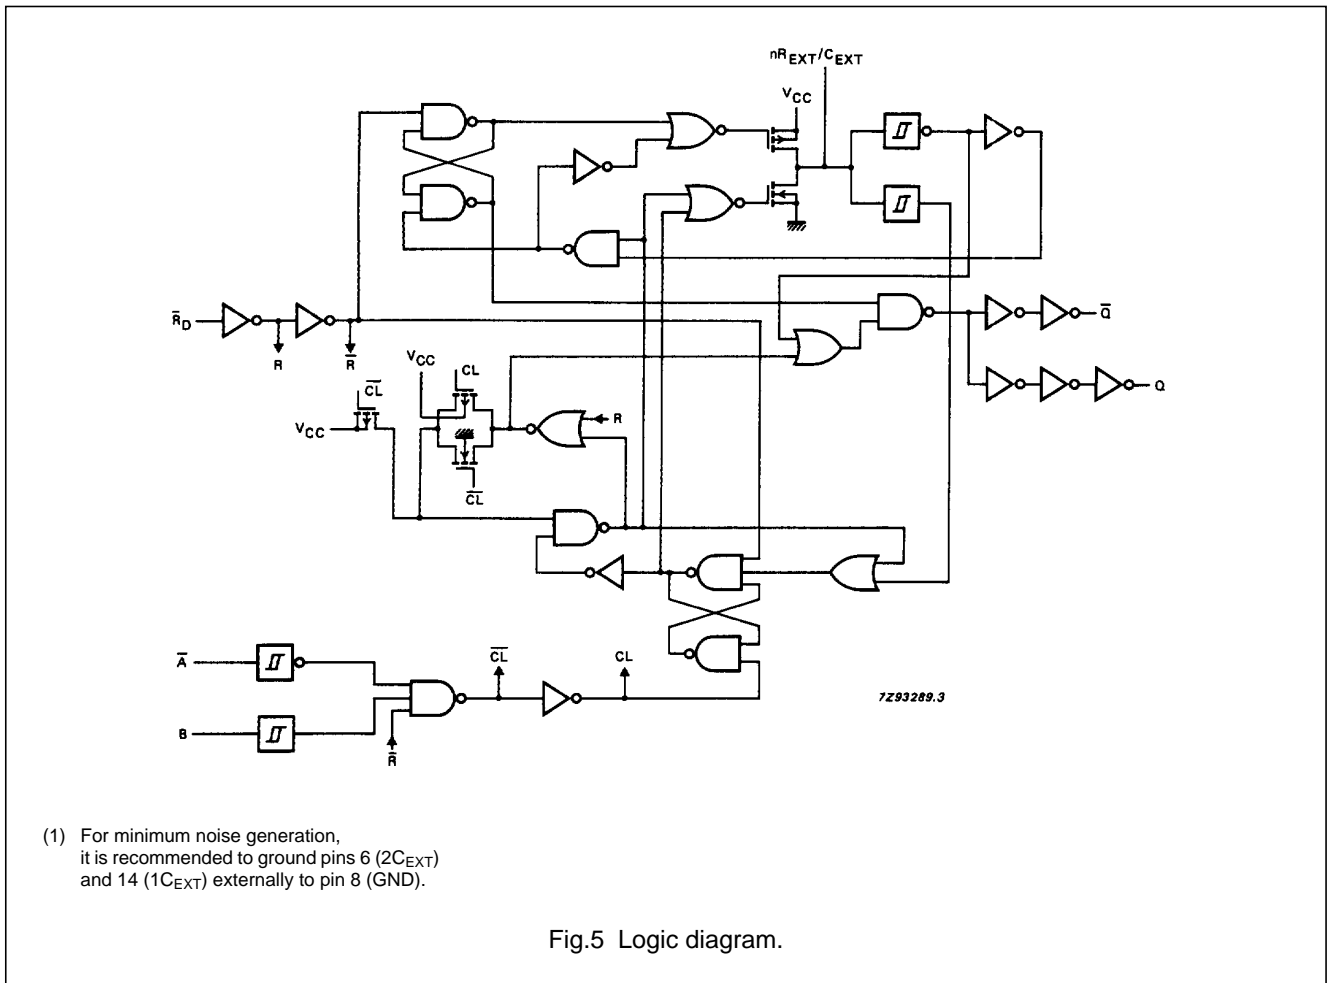 nR_EXT/C_EXT
V_CC
R̅_D
R
R̅
V_CC
CL
C̅L̅
V_CC
R
C̅L̅
Q̅
Q
A̅
C̅L̅
CL
B
R̅
7Z93289.3
(1) For minimum noise generation,
it is recommended to ground pins 6 (2C_EXT)
and 14 (1C_EXT) externally to pin 8 (GND).
Fig.5 Logic diagram.